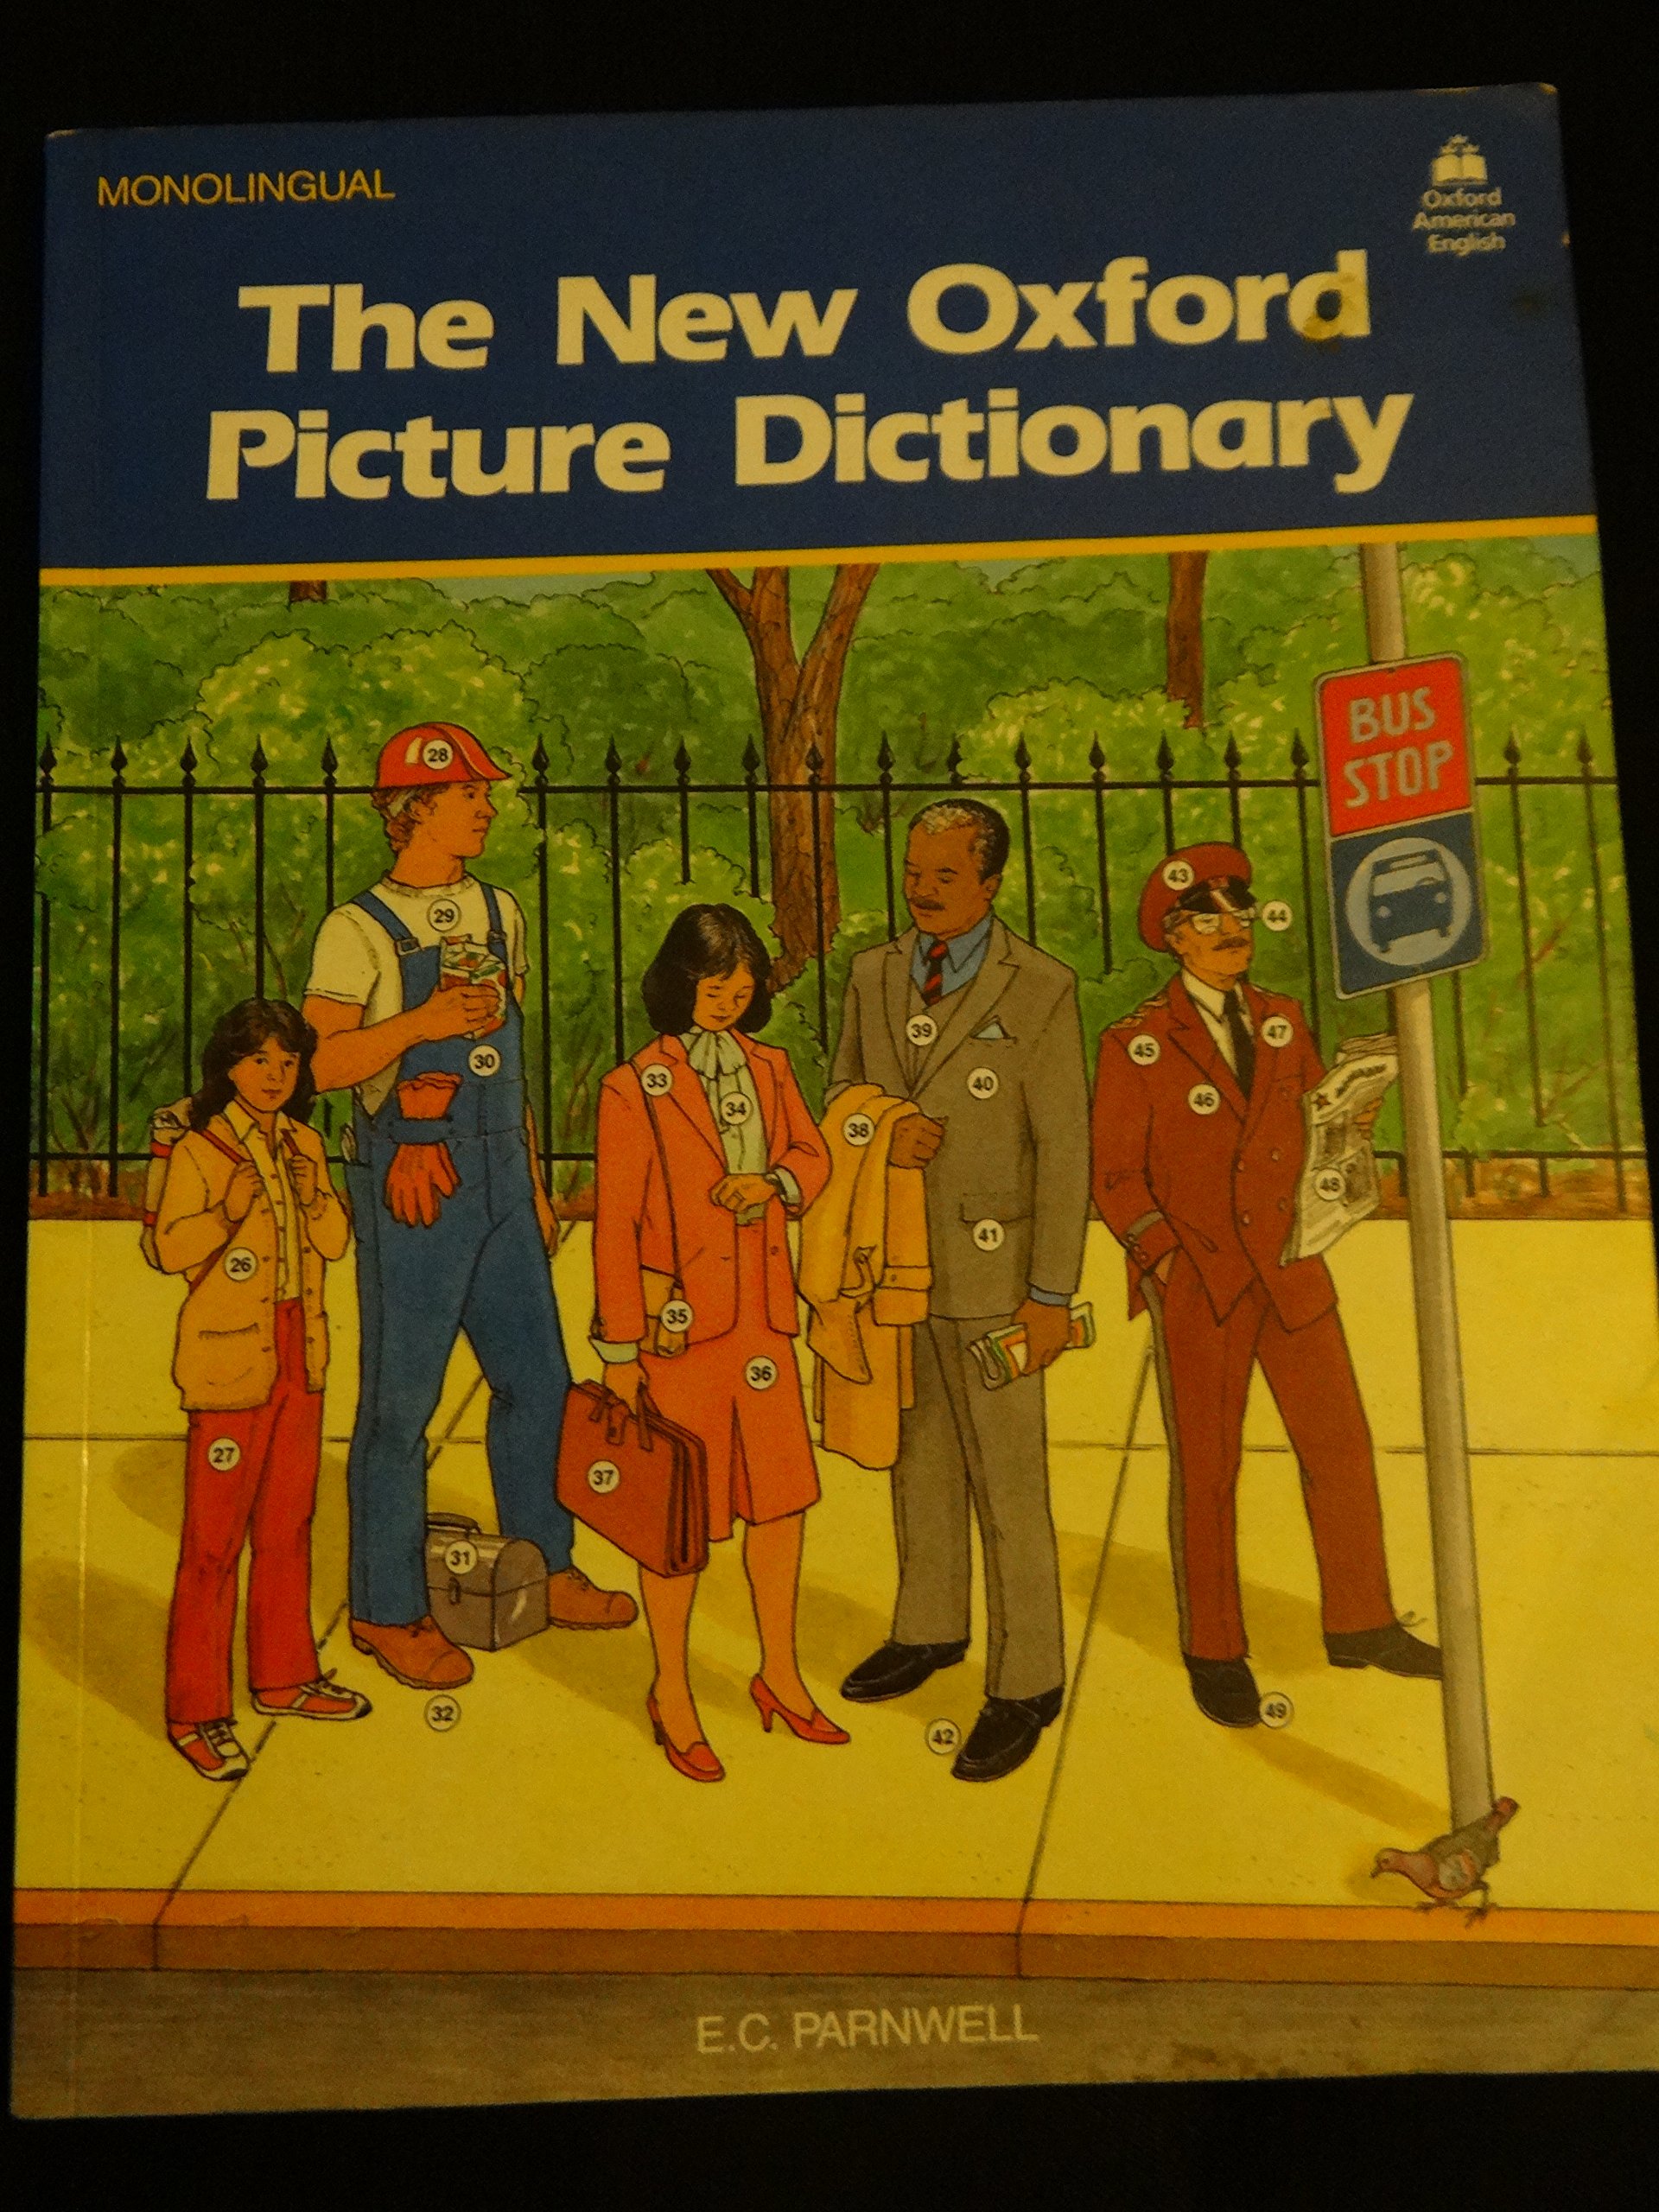 MONOLINGUAL
Oxford
American
English
The New Oxford
Picture Dictionary
BUS
STOP
28
43
44
29
39
47
45
30
33
40
46
34
38
48
41
26
35
36
27
37
31
32
49
42
E.C. PARNWELL